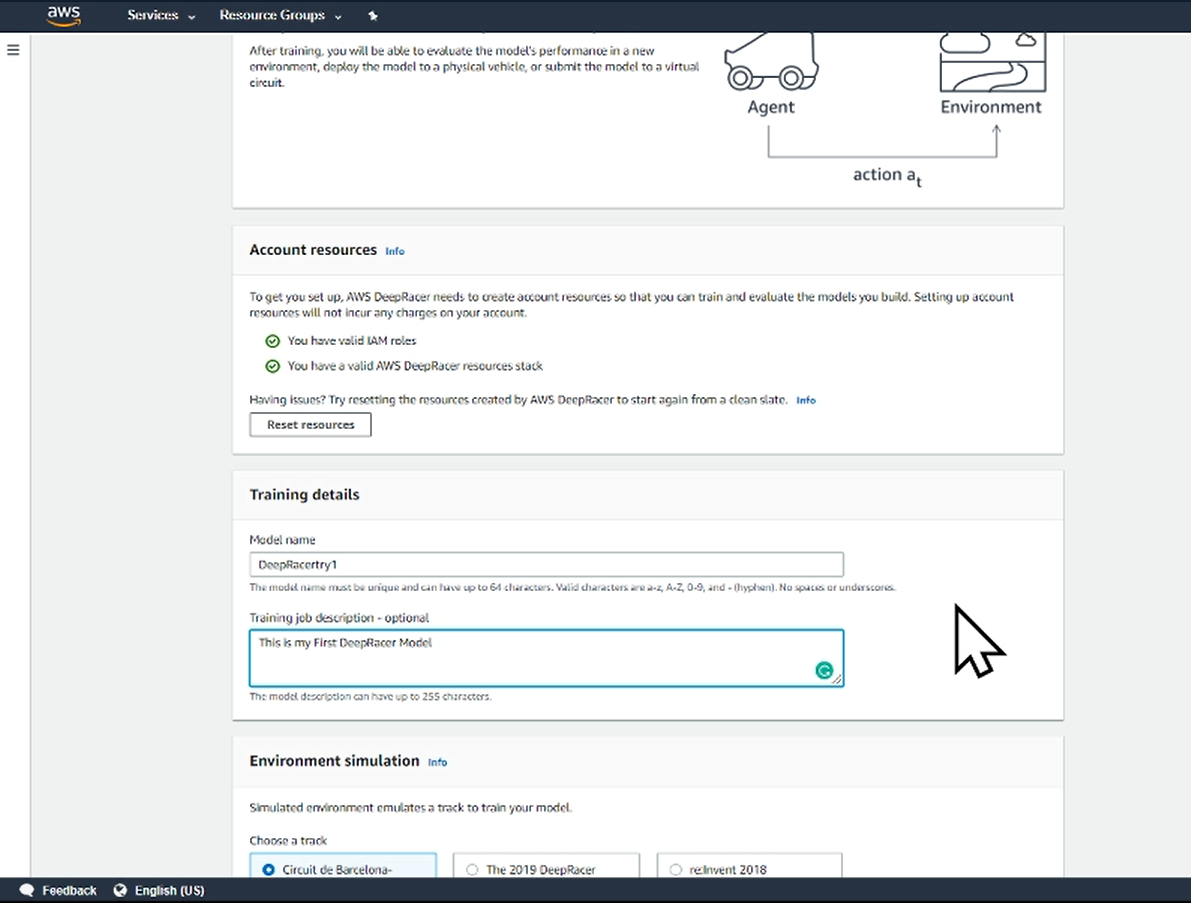 aws Services Resource Groups
After training, you will be able to evaluate the model's performance in a new
environment, deploy the model to a physical vehicle, or submit the model to a virtual
circuit.
Agent Environment
action at
Account resources Info
To get you set up, AWS DeepRacer needs to create account resources so that you can train and evaluate the models you build. Setting up account
resources will not incur any charges on your account.
You have valid IAM roles
You have a valid AWS DeepRacer resources stack
Having issues? Try resetting the resources created by AWS DeepRacer to start again from a clean slate. Info
Reset resources
Training details
Model name
DeepRacertry1
The model name must be unique and can have up to 64 characters. Valid characters are a-z, A-Z, 0-9, and - (hyphen). No spaces or underscores.
Training job description - optional
This is my First DeepRacer Model
The model description can have up to 255 characters.
Environment simulation Info
Simulated environment emulates a track to train your model.
Choose a track
Circuit de Barcelona- The 2019 DeepRacer re:Invent 2018
Feedback English (US)